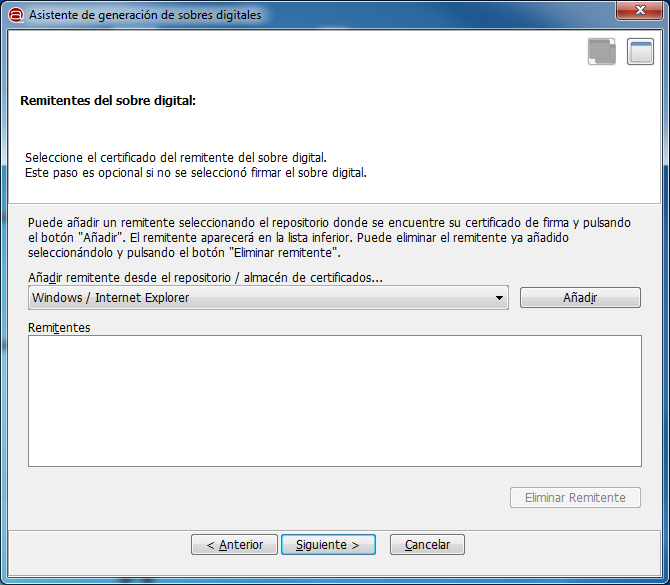 Asistente de generación de sobres digitales
Remitentes del sobre digital:
Seleccione el certificado del remitente del sobre digital.
Este paso es opcional si no se seleccionó firmar el sobre digital.
Puede añadir un remitente seleccionando el repositorio donde se encuentre su certificado de firma y pulsando
el botón "Añadir". El remitente aparecerá en la lista inferior. Puede eliminar el remitente ya añadido
seleccionándolo y pulsando el botón "Eliminar remitente".
Añadir remitente desde el repositorio / almacén de certificados...
Windows / Internet Explorer
Añadir
Remitentes
Eliminar Remitente
< Anterior
Siguiente >
Cancelar